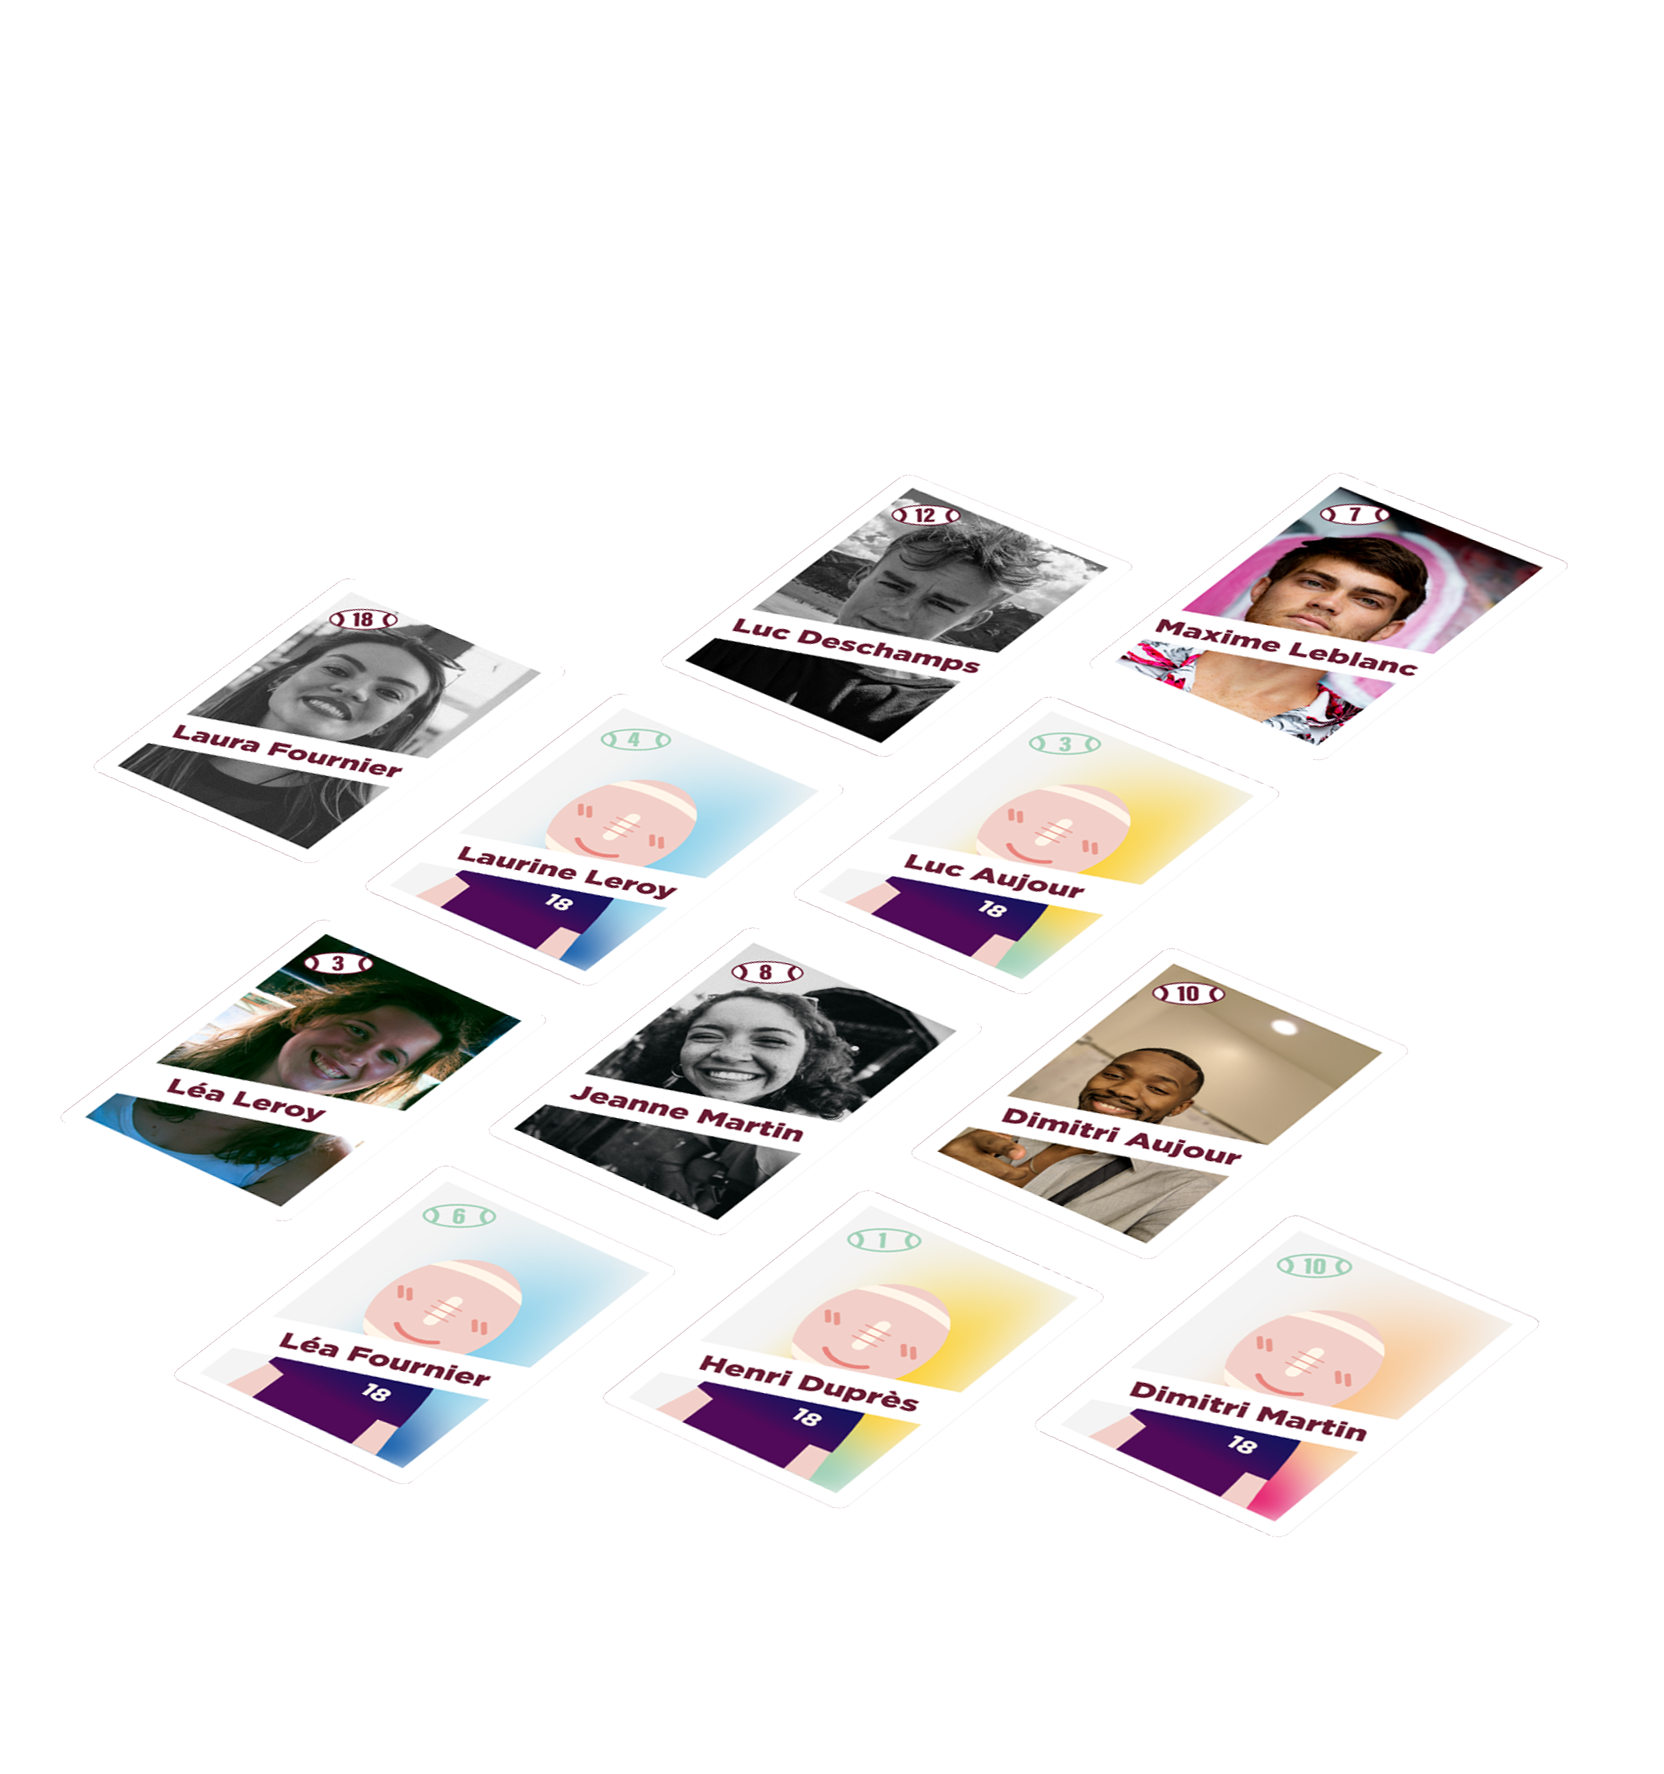 12
Luc Deschamps
7
Maxime Leblanc
18
Laura Fournier
4
Laurine Leroy
18
3
Luc Aujour
18
3
Léa Leroy
8
Jeanne Martin
10
Dimitri Aujour
6
Léa Fournier
18
1
Henri Duprès
18
10
Dimitri Martin
18